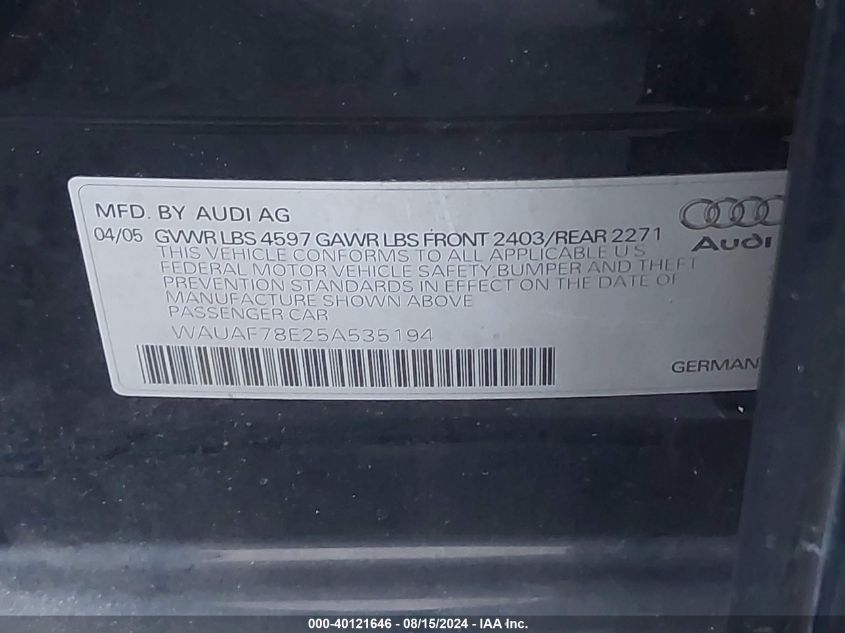 MFD. BY AUDI AG
04/05 GVWR LBS 4597 GAWR LBS FRONT 2403/REAR 2271
THIS VEHICLE CONFORMS TO ALL APPLICABLE U S
FEDERAL MOTOR VEHICLE SAFETY, BUMPER AND THEFT
PREVENTION STANDARDS IN EFFECT ON THE DATE OF
MANUFACTURE SHOWN ABOVE
PASSENGER CAR
WAUAF78E25A535194
Audi
GERMAN
000-40121646 - 08/15/2024 - IAA Inc.